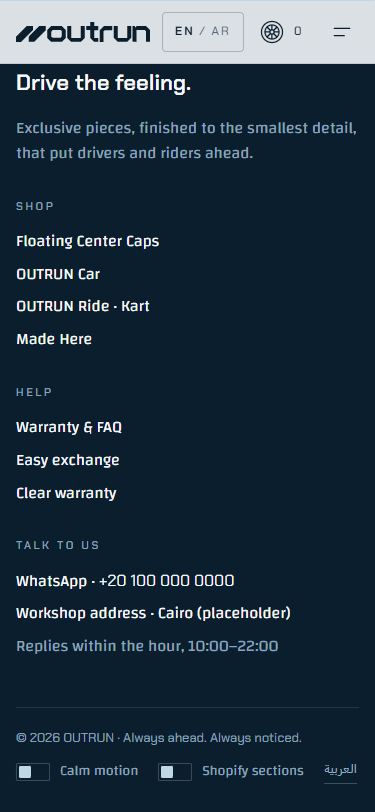 outrun
EN / AR
0
Drive the feeling.
Exclusive pieces, finished to the smallest detail,
that put drivers and riders ahead.
SHOP
Floating Center Caps
OUTRUN Car
OUTRUN Ride · Kart
Made Here
HELP
Warranty & FAQ
Easy exchange
Clear warranty
TALK TO US
WhatsApp · +20 100 000 0000
Workshop address · Cairo (placeholder)
Replies within the hour, 10:00–22:00
© 2026 OUTRUN · Always ahead. Always noticed.
Calm motion
Shopify sections
العربية